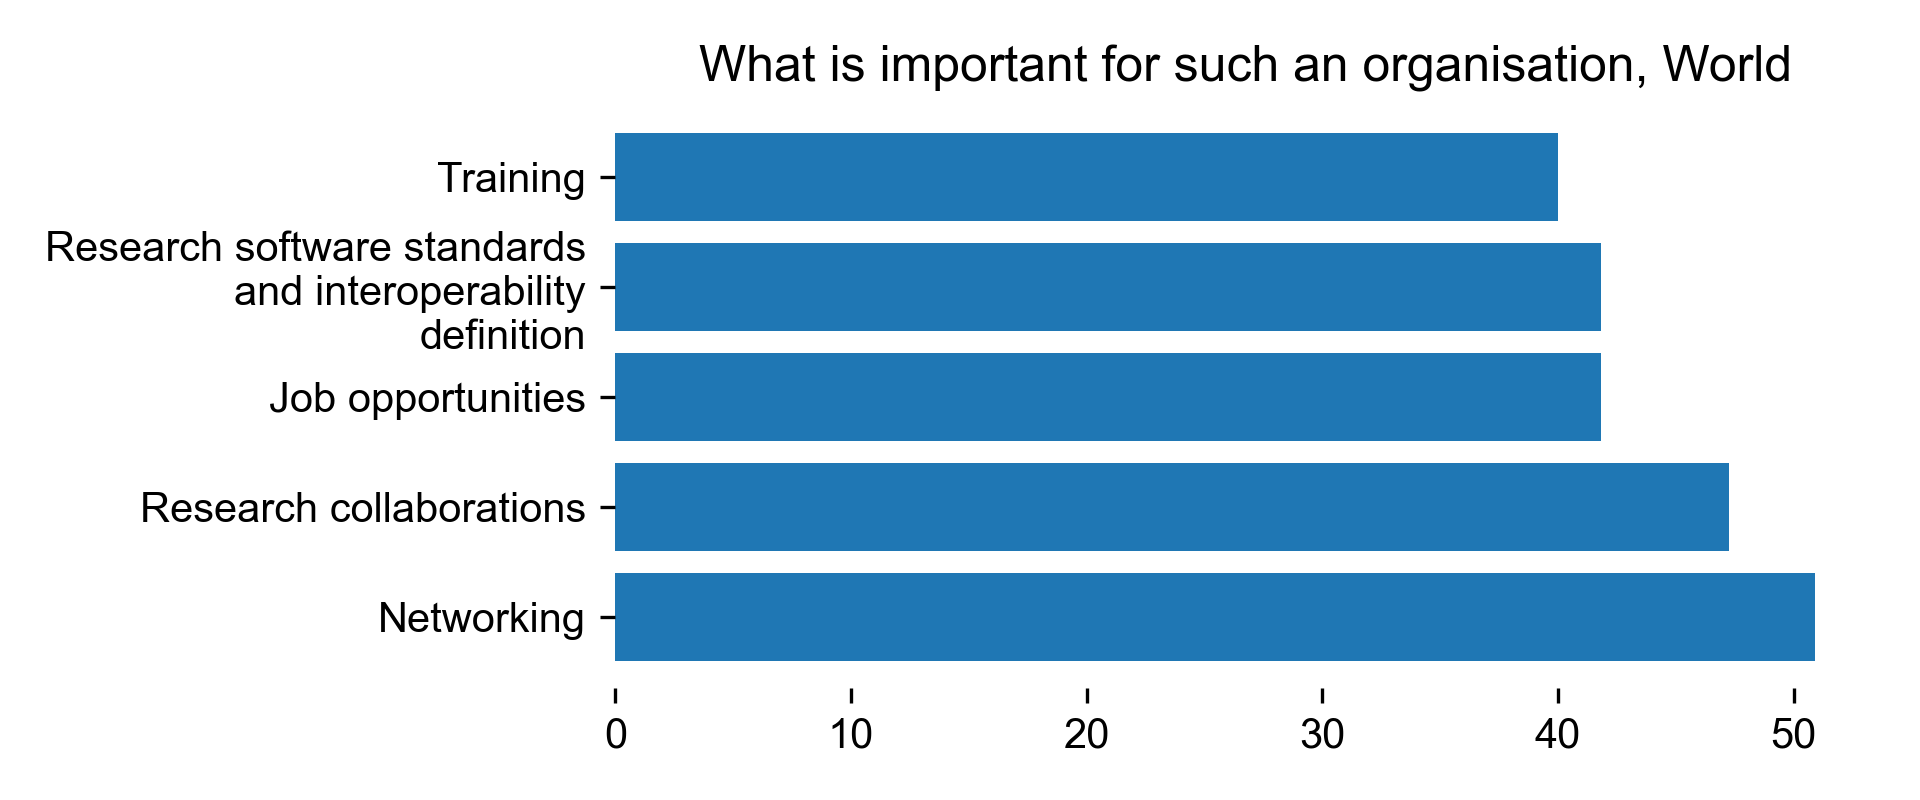 What is important for such an organisation, World
Training
Research software standards
and interoperability
definition
Job opportunities
Research collaborations
Networking
0 10 20 30 40 50